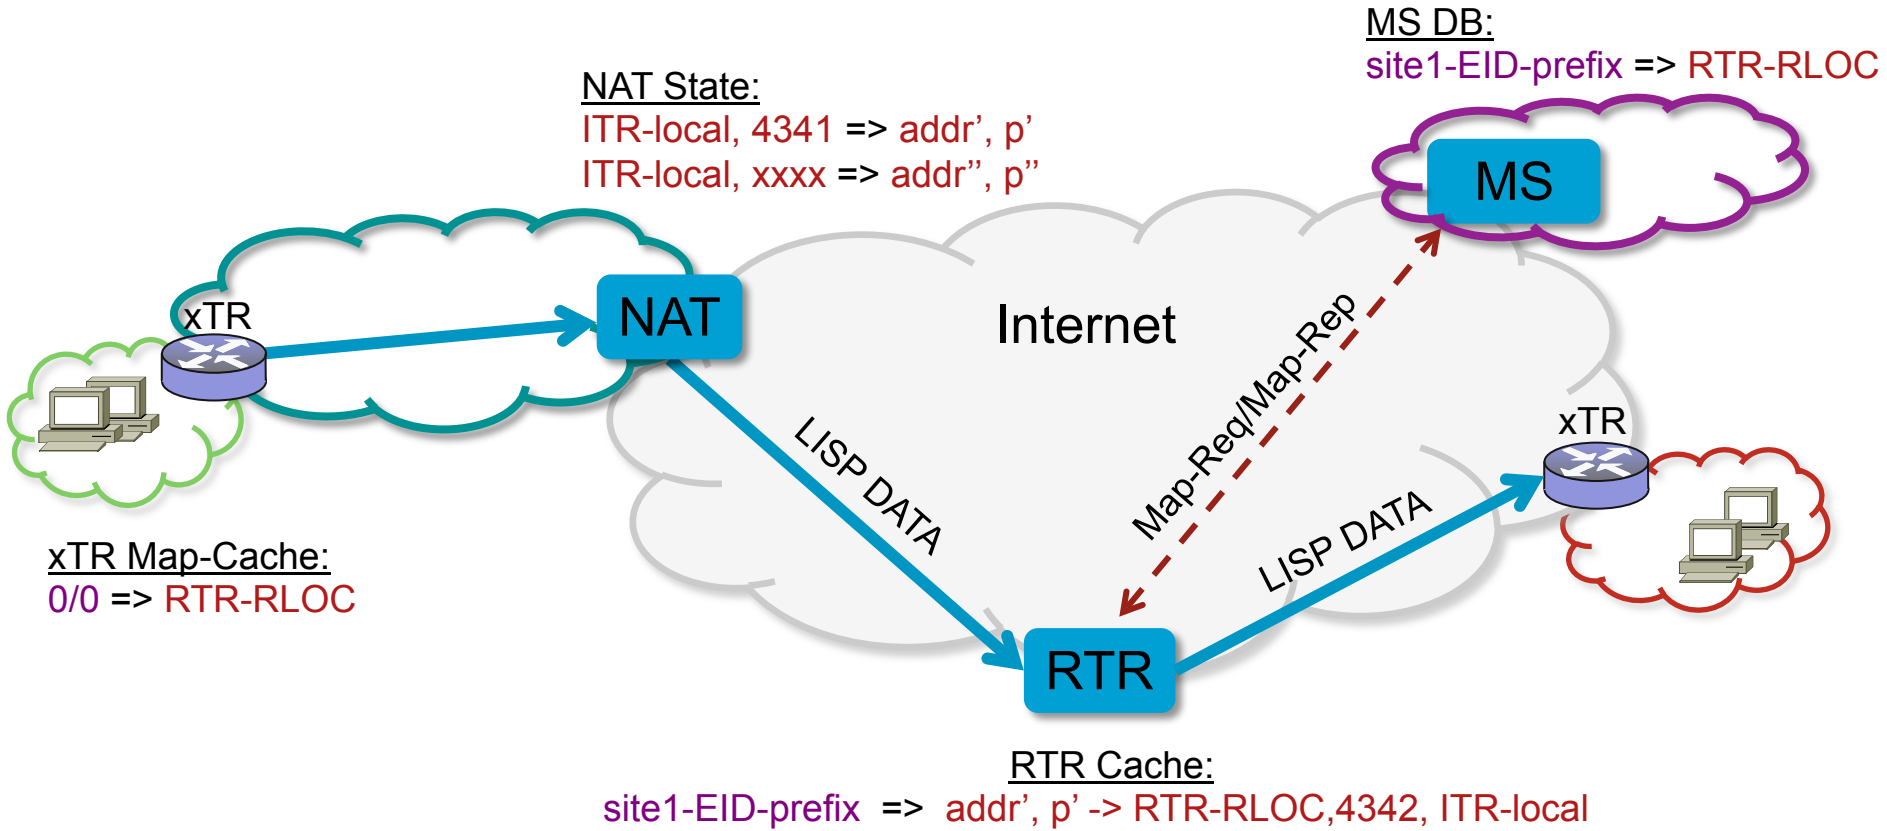 MS DB:
site1-EID-prefix => RTR-RLOC
NAT State:
ITR-local, 4341 => addr’, p’
ITR-local, xxxx => addr’’, p’’
MS
xTR
NAT
Internet
Map-Req/Map-Rep
xTR
LISP DATA
LISP DATA
xTR Map-Cache:
0/0 => RTR-RLOC
RTR
RTR Cache:
site1-EID-prefix => addr’, p’ -> RTR-RLOC,4342, ITR-local